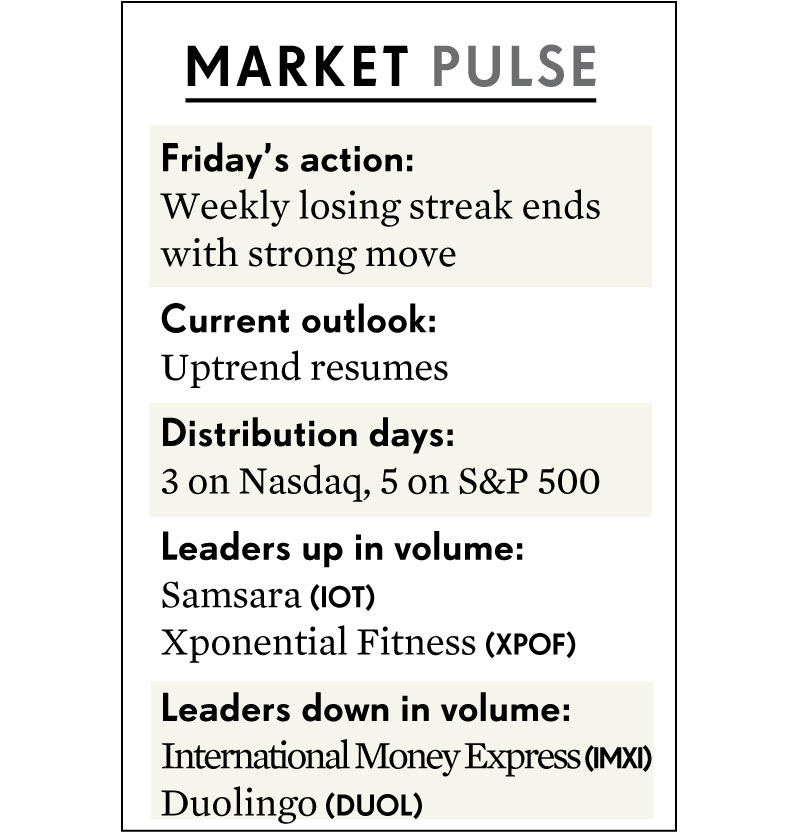 MARKET PULSE
Friday's action:
Weekly losing streak ends
with strong move
Current outlook:
Uptrend resumes
Distribution days:
3 on Nasdaq, 5 on S&P 500
Leaders up in volume:
Samsara (IOT)
Xponential Fitness (XPOF)
Leaders down in volume:
International Money Express (IMXI)
Duolingo (DUOL)